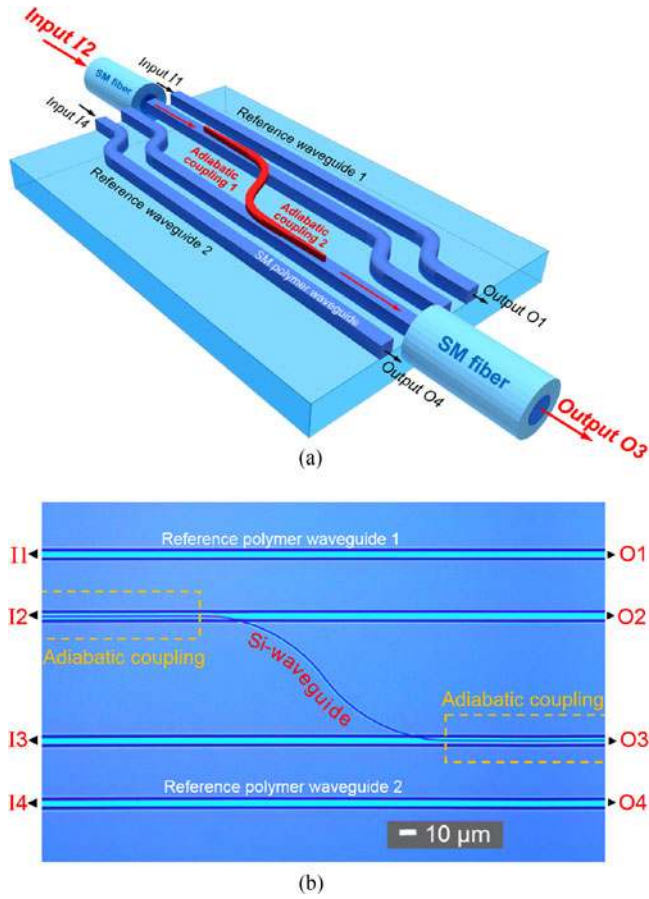 Input I2
SM fiber
Input I1
Input I4
Reference waveguide 1
Adiabatic
coupling 1
Adiabatic
coupling 2
Reference waveguide 2
SM polymer waveguide
Output O1
SM fiber
Output O4
Output O3
(a)
Reference polymer waveguide 1
I1
O1
I2
O2
Adiabatic coupling
Si-waveguide
Adiabatic coupling
I3
O3
Reference polymer waveguide 2
I4
O4
10 µm
(b)